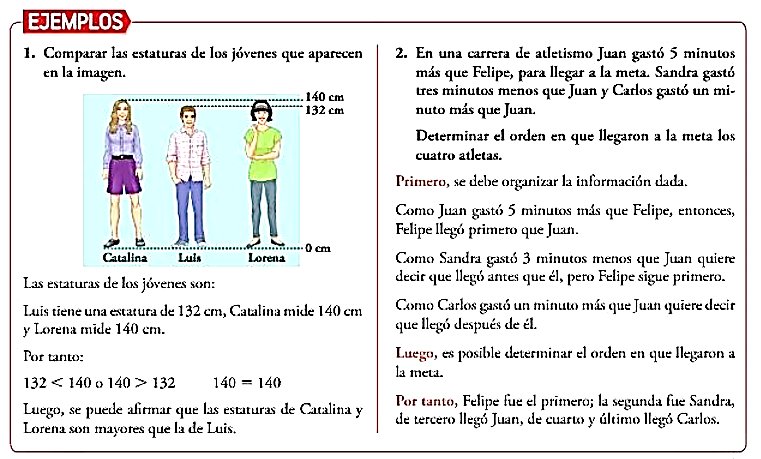 EJEMPLOS
1. Comparar las estaturas de los jóvenes que aparecen
en la imagen.
140 cm
132 cm
0 cm
Catalina Luis Lorena
Las estaturas de los jóvenes son:
Luis tiene una estatura de 132 cm, Catalina mide 140 cm
y Lorena mide 140 cm.
Por tanto:
132 < 140 o 140 > 132 140 = 140
Luego, se puede afirmar que las estaturas de Catalina y
Lorena son mayores que la de Luis.
2. En una carrera de atletismo Juan gastó 5 minutos
más que Felipe, para llegar a la meta. Sandra gastó
tres minutos menos que Juan y Carlos gastó un mi-
nuto más que Juan.
Determinar el orden en que llegaron a la meta los
cuatro atletas.
Primero, se debe organizar la información dada.
Como Juan gastó 5 minutos más que Felipe, entonces,
Felipe llegó primero que Juan.
Como Sandra gastó 3 minutos menos que Juan quiere
decir que llegó antes que él, pero Felipe sigue primero.
Como Carlos gastó un minuto más que Juan quiere decir
que llegó después de él.
Luego, es posible determinar el orden en que llegaron a
la meta.
Por tanto, Felipe fue el primero; la segunda fue Sandra,
de tercero llegó Juan, de cuarto y último llegó Carlos.